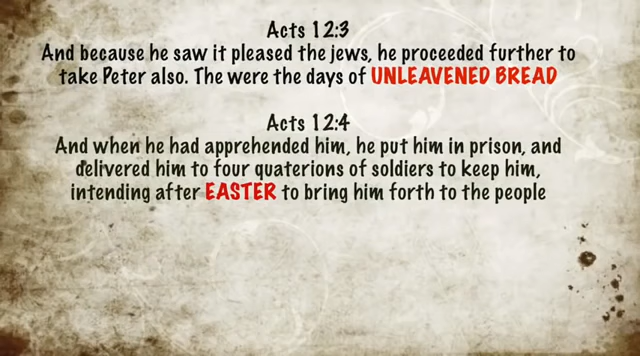 Acts 12:3
And because he saw it pleased the jews, he proceeded further to
take Peter also. The were the days of UNLEAVENED BREAD
Acts 12:4
And when he had apprehended him, he put him in prison, and
delivered him to four quaterions of soldiers to keep him,
intending after EASTER to bring him forth to the people